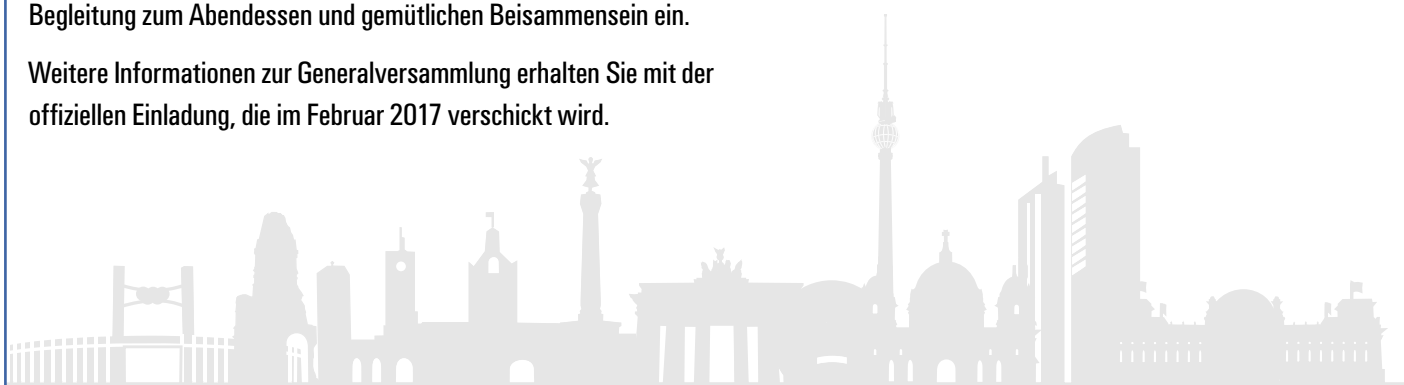 Begleitung zum Abendessen und gemütlichen Beisammensein ein.
Weitere Informationen zur Generalversammlung erhalten Sie mit der
offiziellen Einladung, die im Februar 2017 verschickt wird.